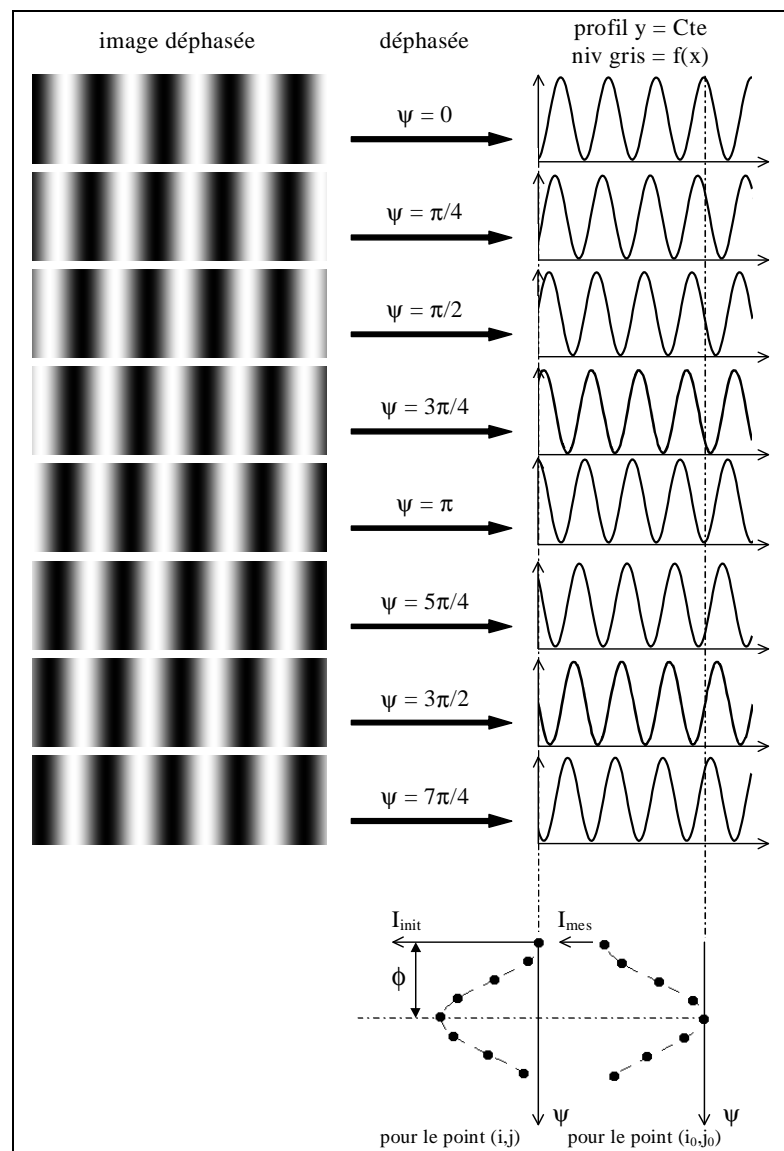 image déphasée
déphasée
profil y = Cte
niv gris = f(x)
ψ = 0
ψ = π/4
ψ = π/2
ψ = 3π/4
ψ = π
ψ = 5π/4
ψ = 3π/2
ψ = 7π/4
I_init
I_mes
ϕ
ψ
ψ
pour le point (i,j)
pour le point (i₀,j₀)